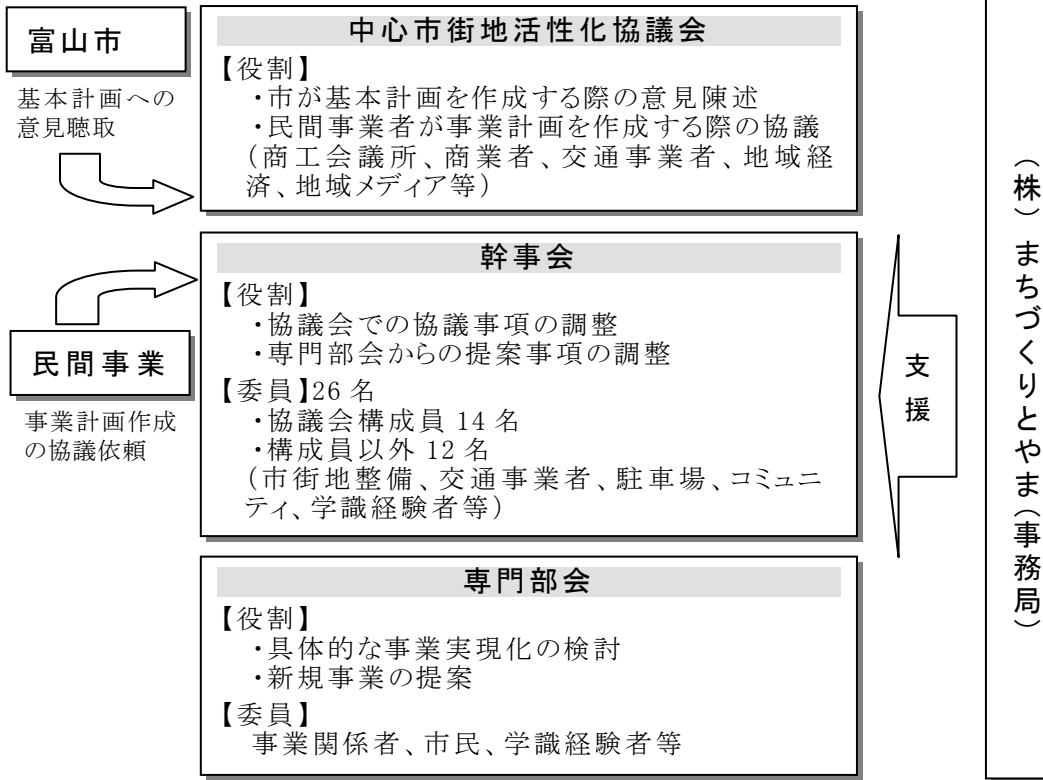 富山市
基本計画への
意見聴取
中心市街地活性化協議会
【役割】
・市が基本計画を作成する際の意見陳述
・民間事業者が事業計画を作成する際の協議
(商工会議所、商業者、交通事業者、地域経
済、地域メディア等)
幹事会
【役割】
・協議会での協議事項の調整
・専門部会からの提案事項の調整
【委員】26 名
・協議会構成員 14 名
・構成員以外 12 名
(市街地整備、交通事業者、駐車場、コミュニ
ティ、学識経験者等)
民間事業
事業計画作成
の協議依頼
専門部会
【役割】
・具体的な事業実現化の検討
・新規事業の提案
【委員】
事業関係者、市民、学識経験者等
支援
(株)まちづくりとやま(事務局)